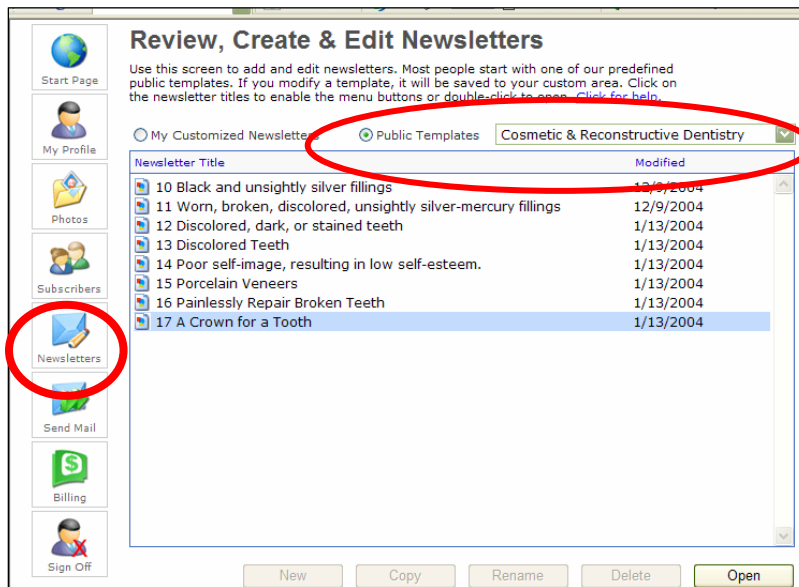 Review, Create & Edit Newsletters
Use this screen to add and edit newsletters. Most people start with one of our predefined
public templates. If you modify a template, it will be saved to your custom area. Click on
the newsletter titles to enable the menu buttons or double-click to open. Click for help.
Start Page
My Profile
Photos
Subscribers
Newsletters
Send Mail
Billing
Sign Off
My Customized Newsletters Public Templates Cosmetic & Reconstructive Dentistry
Newsletter Title Modified
10 Black and unsightly silver fillings 12/9/2004
11 Worn, broken, discolored, unsightly silver-mercury fillings 12/9/2004
12 Discolored, dark, or stained teeth 1/13/2004
13 Discolored Teeth 1/13/2004
14 Poor self-image, resulting in low self-esteem. 1/13/2004
15 Porcelain Veneers 1/13/2004
16 Painlessly Repair Broken Teeth 1/13/2004
17 A Crown for a Tooth 1/13/2004
New Copy Rename Delete Open